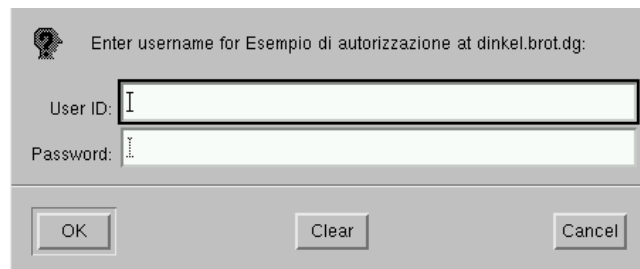 Enter username for Esempio di autorizzazione at dinkel.brot.dg:
User ID:
Password:
OK Clear Cancel